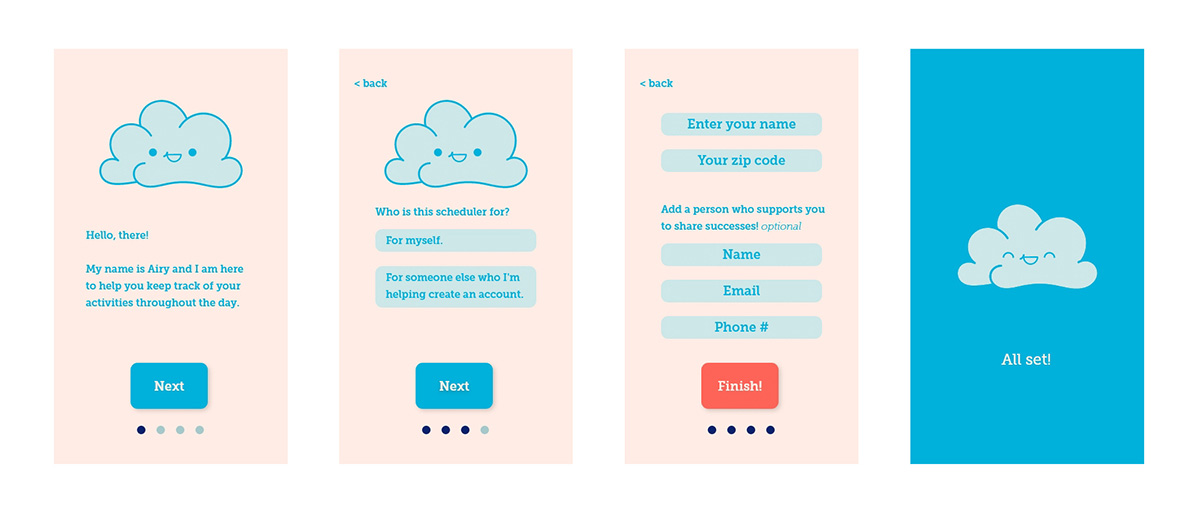 Hello, there!
My name is Airy and I am here
to help you keep track of your
activities throughout the day.
Next
< back
Who is this scheduler for?
For myself.
For someone else who I'm
helping create an account.
Next
< back
Enter your name
Your zip code
Add a person who supports you
to share successes! optional
Name
Email
Phone #
Finish!
All set!